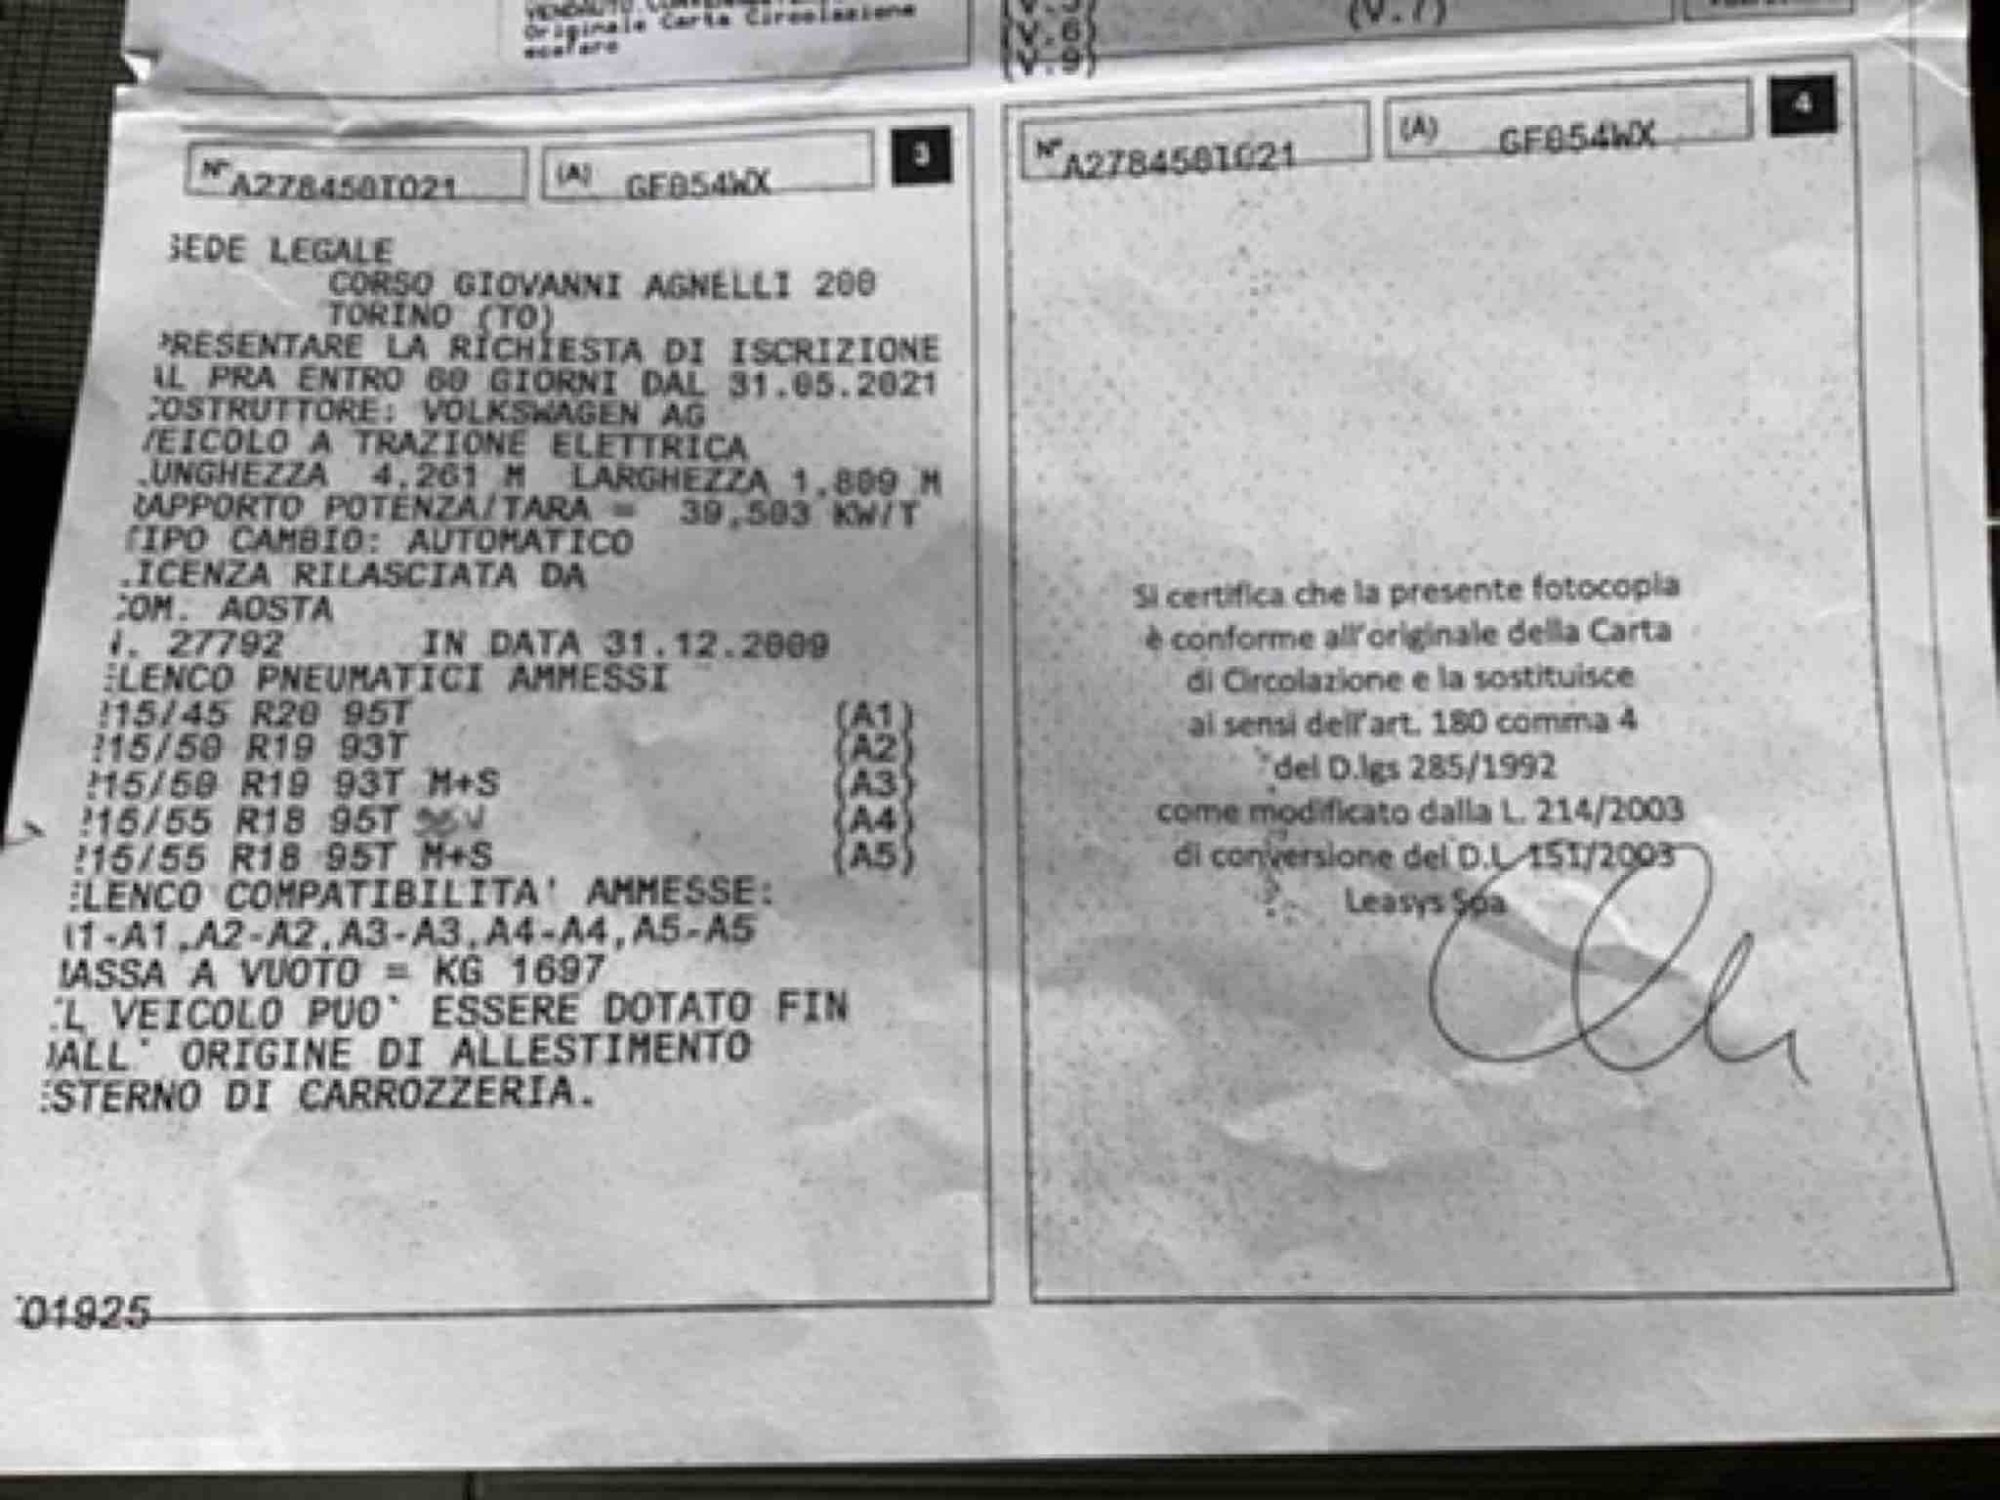 Originale Carta Circolazione
(V.6)
(V.9)
(V.7)
N° A278450TO21 (A) GF854WX 3
SEDE LEGALE
CORSO GIOVANNI AGNELLI 200
TORINO (TO)
PRESENTARE LA RICHIESTA DI ISCRIZIONE
AL PRA ENTRO 60 GIORNI DAL 31.05.2021
COSTRUTTORE: VOLKSWAGEN AG
VEICOLO A TRAZIONE ELETTRICA
LUNGHEZZA 4.261 M LARGHEZZA 1.809 M
RAPPORTO POTENZA/TARA = 39,503 KW/T
TIPO CAMBIO: AUTOMATICO
LICENZA RILASCIATA DA
COM. AOSTA
N. 27792 IN DATA 31.12.2009
ELENCO PNEUMATICI AMMESSI
215/45 R20 95T (A1)
215/50 R19 93T (A2)
215/50 R19 93T M+S (A3)
215/55 R18 95T (A4)
215/55 R18 95T M+S (A5)
ELENCO COMPATIBILITA' AMMESSE:
A1-A1,A2-A2,A3-A3,A4-A4,A5-A5
MASSA A VUOTO = KG 1697
IL VEICOLO PUO' ESSERE DOTATO FIN
DALL' ORIGINE DI ALLESTIMENTO
ESTERNO DI CARROZZERIA.
01925
N° A278450TO21 (A) GF854WX 4
Si certifica che la presente fotocopia
è conforme all'originale della Carta
di Circolazione e la sostituisce
ai sensi dell'art. 180 comma 4
del D.lgs 285/1992
come modificato dalla L. 214/2003
di conversione del D.L 151/2003
Leasys Spa